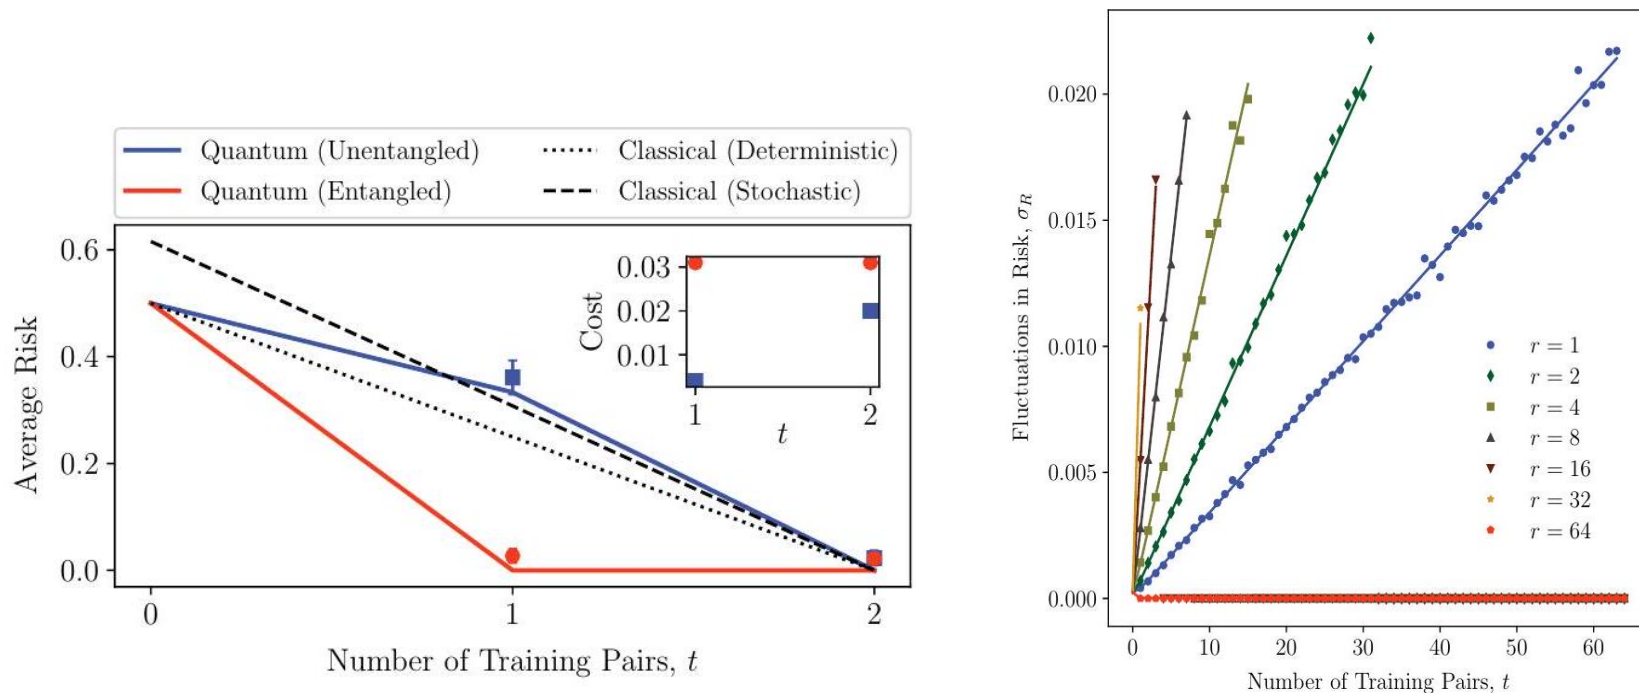 Quantum (Unentangled)
Quantum (Entangled)
Classical (Deterministic)
Classical (Stochastic)
Average Risk
0.6
0.4
0.2
0.0
0
1
2
Number of Training Pairs, t
Cost
0.03
0.02
0.01
1
2
t
Fluctuations in Risk, σ_R
0.020
0.015
0.010
0.005
0.000
r = 1
r = 2
r = 4
r = 8
r = 16
r = 32
r = 64
0
10
20
30
40
50
60
Number of Training Pairs, t